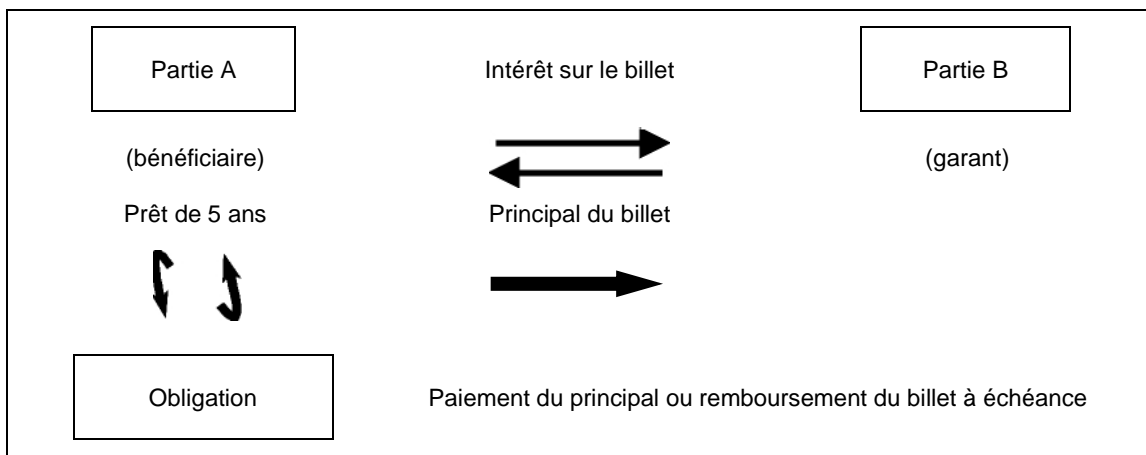 Partie A
Intérêt sur le billet
Partie B
(bénéficiaire)
(garant)
Prêt de 5 ans
Principal du billet
Obligation
Paiement du principal ou remboursement du billet à échéance